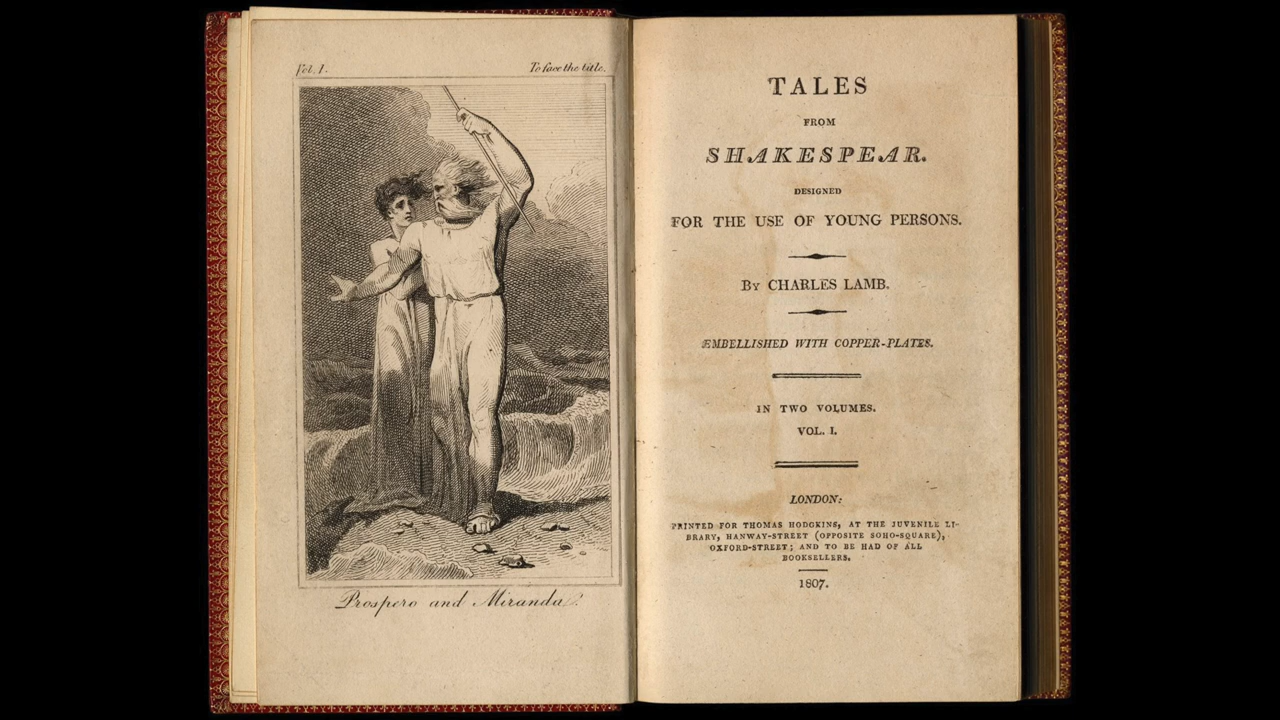 Vol. I.
To face the title.
Prospero and Miranda.
TALES
FROM
SHAKESPEAR.
DESIGNED
FOR THE USE OF YOUNG PERSONS.
By CHARLES LAMB.
EMBELLISHED WITH COPPER-PLATES.
IN TWO VOLUMES.
VOL. I.
LONDON:
PRINTED FOR THOMAS HODGKINS, AT THE JUVENILE LI-
BRARY, HANWAY-STREET (OPPOSITE SOHO-SQUARE),
OXFORD-STREET; AND TO BE HAD OF ALL
BOOKSELLERS.
1807.